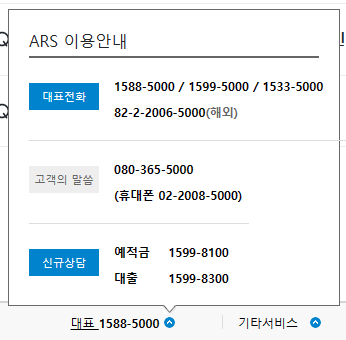 ARS 이용안내
대표전화 1588-5000 / 1599-5000 / 1533-5000
82-2-2006-5000(해외)
고객의 말씀 080-365-5000
(휴대폰 02-2008-5000)
신규상담 예적금 1599-8100
대출 1599-8300
대표 1588-5000 기타서비스